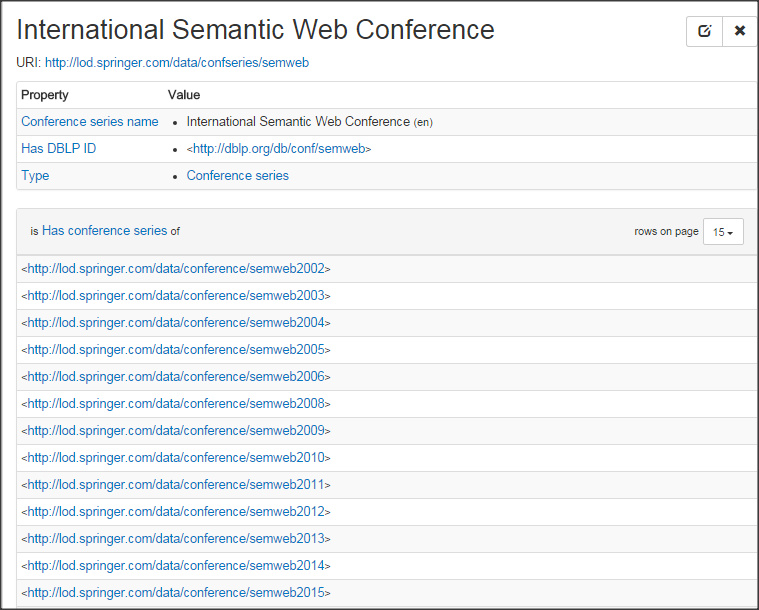 International Semantic Web Conference
URI: http://lod.springer.com/data/confseries/semweb
Property Value
Conference series name • International Semantic Web Conference (en)
Has DBLP ID • <http://dblp.org/db/conf/semweb>
Type • Conference series
is Has conference series of rows on page 15
<http://lod.springer.com/data/conference/semweb2002>
<http://lod.springer.com/data/conference/semweb2003>
<http://lod.springer.com/data/conference/semweb2004>
<http://lod.springer.com/data/conference/semweb2005>
<http://lod.springer.com/data/conference/semweb2006>
<http://lod.springer.com/data/conference/semweb2008>
<http://lod.springer.com/data/conference/semweb2009>
<http://lod.springer.com/data/conference/semweb2010>
<http://lod.springer.com/data/conference/semweb2011>
<http://lod.springer.com/data/conference/semweb2012>
<http://lod.springer.com/data/conference/semweb2013>
<http://lod.springer.com/data/conference/semweb2014>
<http://lod.springer.com/data/conference/semweb2015>